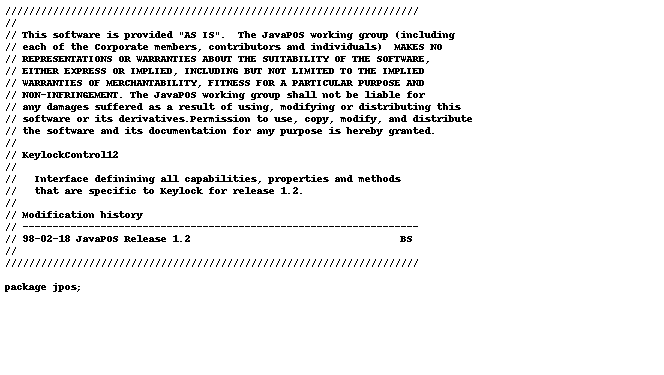 //////////////////////////////////////////////////////////////////////
//
// This software is provided "AS IS".  The JavaPOS working group (including
// each of the Corporate members, contributors and individuals)  MAKES NO
// REPRESENTATIONS OR WARRANTIES ABOUT THE SUITABILITY OF THE SOFTWARE,
// EITHER EXPRESS OR IMPLIED, INCLUDING BUT NOT LIMITED TO THE IMPLIED
// WARRANTIES OF MERCHANTABILITY, FITNESS FOR A PARTICULAR PURPOSE AND
// NON-INFRINGEMENT. The JavaPOS working group shall not be liable for
// any damages suffered as a result of using, modifying or distributing this
// software or its derivatives.Permission to use, copy, modify, and distribute
// the software and its documentation for any purpose is hereby granted.
//
// KeylockControl12
//
//   Interface definining all capabilities, properties and methods
//   that are specific to Keylock for release 1.2.
//
// Modification history
// ------------------------------------------------------------------
// 98-02-18 JavaPOS Release 1.2                                   BS
//
//////////////////////////////////////////////////////////////////////

package jpos;